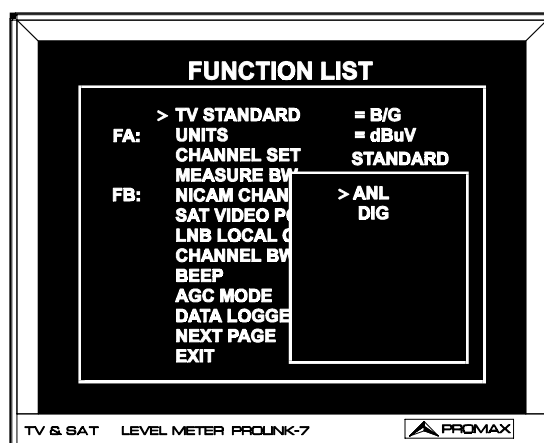 FUNCTION LIST
> TV STANDARD = B/G
FA: UNITS = dBuV
CHANNEL SET STANDARD
MEASURE BW
FB: NICAM CHAN > ANL
SAT VIDEO PO DIG
LNB LOCAL O
CHANNEL BW
BEEP
AGC MODE
DATA LOGGE
NEXT PAGE
EXIT
TV & SAT LEVEL METER PROLINK-7 PROMAX